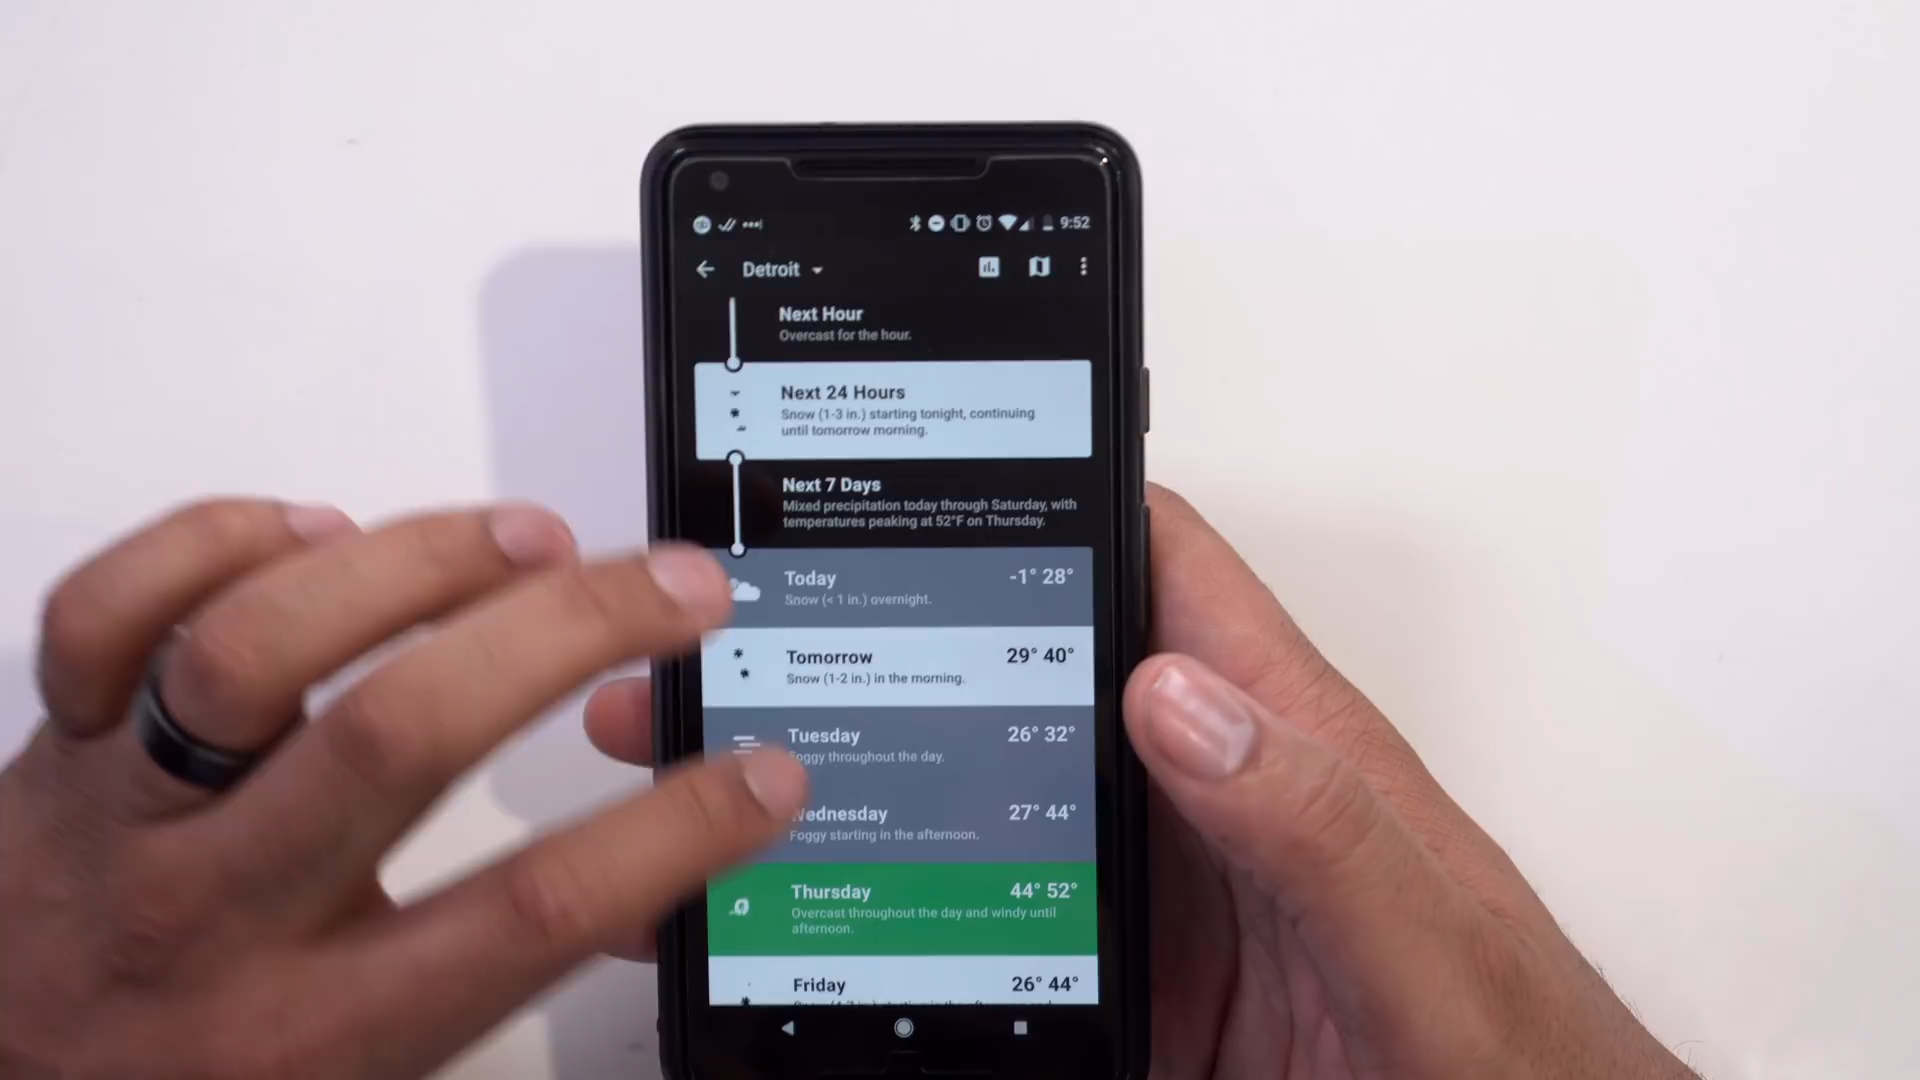 9:52
Detroit
Next Hour
Overcast for the hour.
Next 24 Hours
Snow (1-3 in.) starting tonight, continuing
until tomorrow morning.
Next 7 Days
Mixed precipitation today through Saturday, with
temperatures peaking at 52°F on Thursday.
Today -1° 28°
Snow (< 1 in.) overnight.
Tomorrow 29° 40°
Snow (1-2 in.) in the morning.
Tuesday 26° 32°
Foggy throughout the day.
Wednesday 27° 44°
Foggy starting in the afternoon.
Thursday 44° 52°
Overcast throughout the day and windy until
afternoon.
Friday 26° 44°